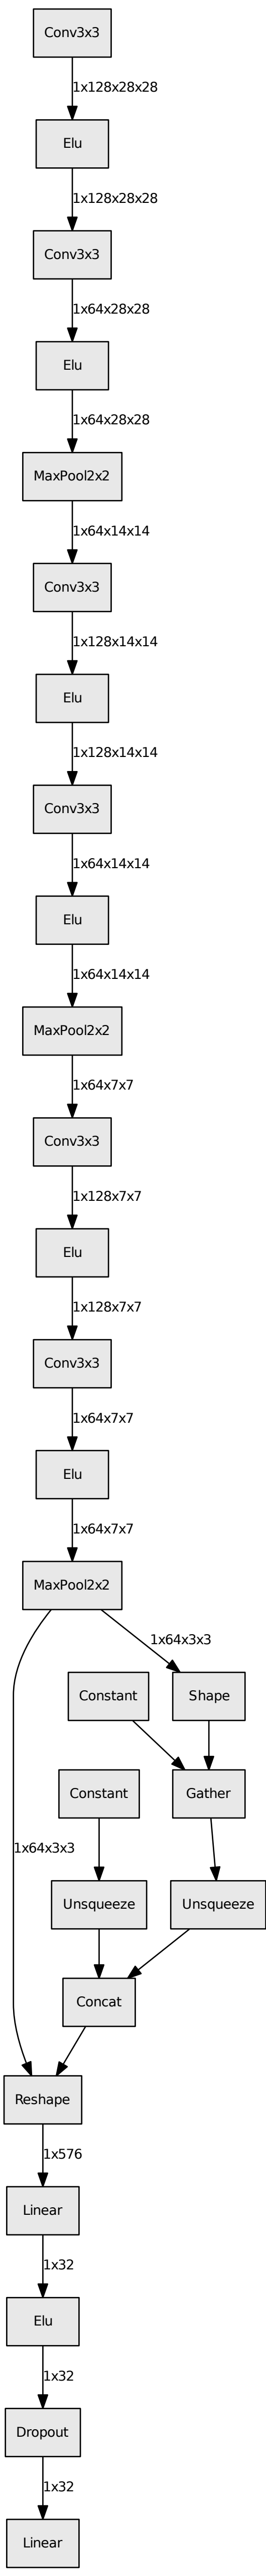 Conv3x3
1x128x28x28
Elu
1x128x28x28
Conv3x3
1x64x28x28
Elu
1x64x28x28
MaxPool2x2
1x64x14x14
Conv3x3
1x128x14x14
Elu
1x128x14x14
Conv3x3
1x64x14x14
Elu
1x64x14x14
MaxPool2x2
1x64x7x7
Conv3x3
1x128x7x7
Elu
1x128x7x7
Conv3x3
1x64x7x7
Elu
1x64x7x7
MaxPool2x2
1x64x3x3
Constant
Shape
Constant
Gather
1x64x3x3
Unsqueeze
Unsqueeze
Concat
Reshape
1x576
Linear
1x32
Elu
1x32
Dropout
1x32
Linear